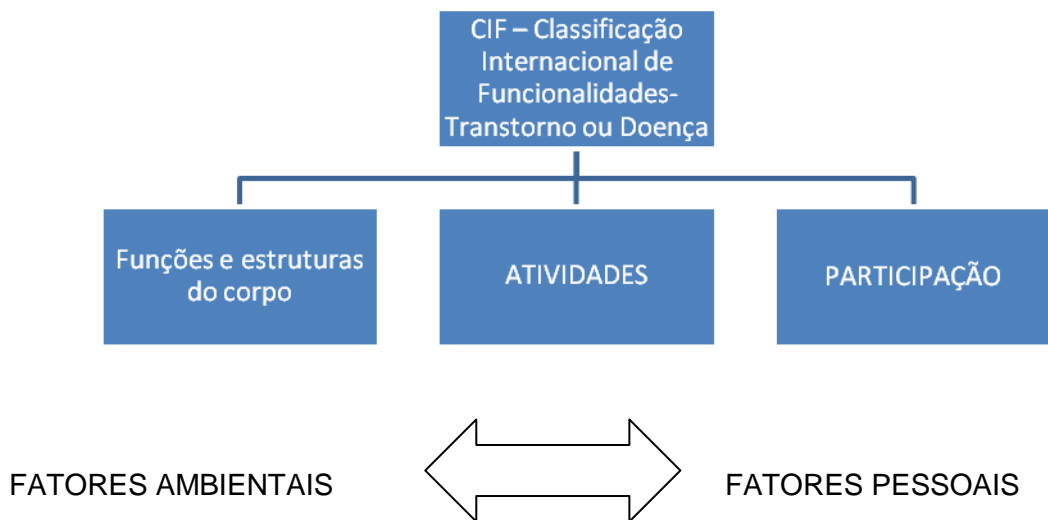 CIF – Classificação
Internacional de
Funcionalidades-
Transtorno ou Doença
Funções e estruturas
do corpo
ATIVIDADES
PARTICIPAÇÃO
FATORES AMBIENTAIS
FATORES PESSOAIS